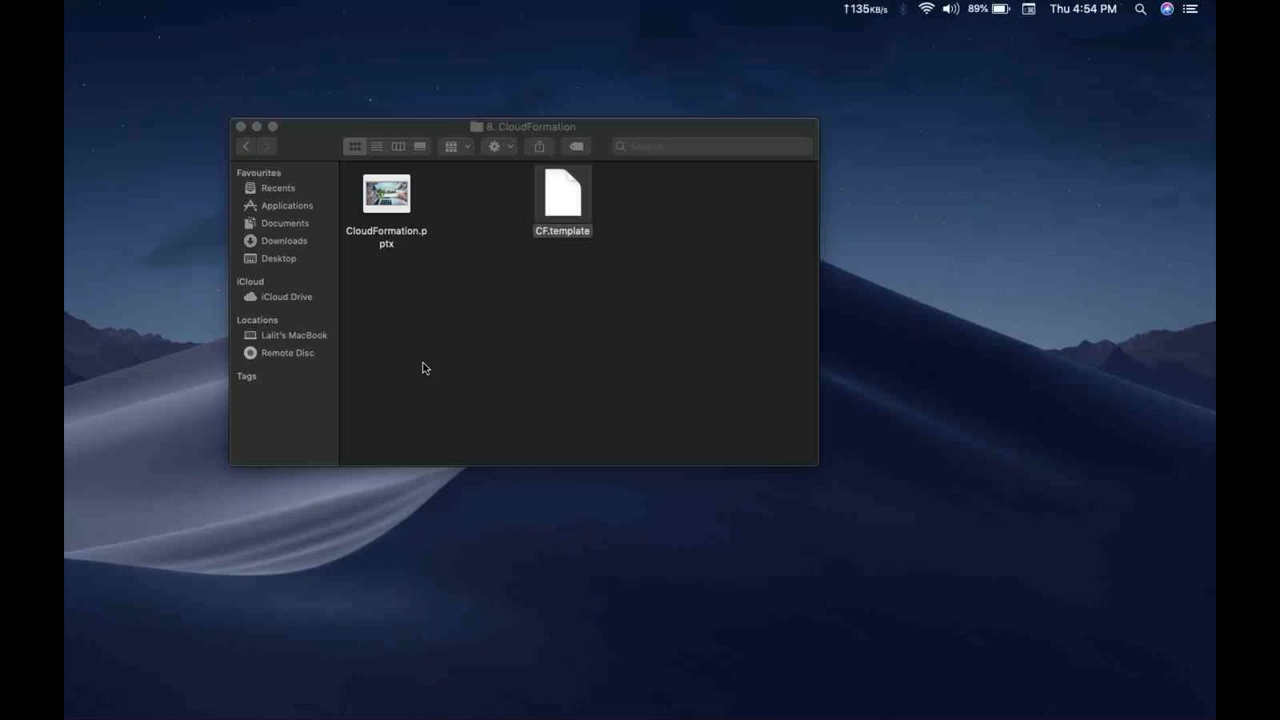 ↑135KB/s 89% Thu 4:54 PM
8. CloudFormation
Search
Favourites
Recents
Applications
Documents
Downloads
Desktop
iCloud
iCloud Drive
Locations
Lalit's MacBook
Remote Disc
Tags
CloudFormation.p
ptx
CF.template